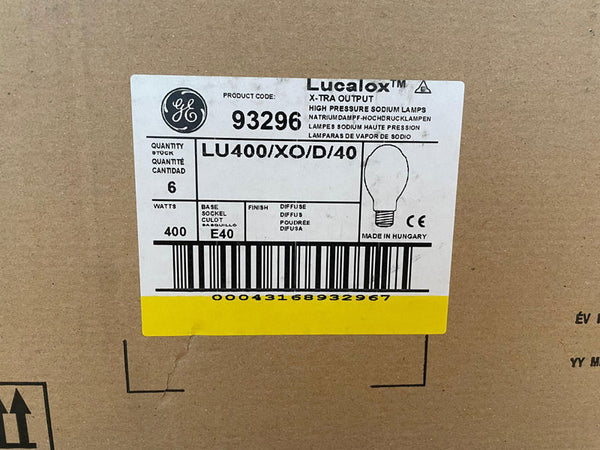 GE
PRODUCT CODE:
93296
Lucalox™
X-TRA OUTPUT
HIGH PRESSURE SODIUM LAMPS
NATRIUMDAMPF-HOCHDRUCKLAMPEN
LAMPES SODIUM HAUTE PRESSION
LAMPARAS DE VAPOR DE SODIO
QUANTITY
STUCK
QUANTITÉ
CANTIDAD
6
LU400/XO/D/40
WATTS
400
BASE
SOCKEL
CULOT
CASQUILLO
E40
FINISH
DIFFUSE
DIFFUS
POUDRÉE
DIFUSA
CE
MADE IN HUNGARY
00043168932967
ÉV
YY M